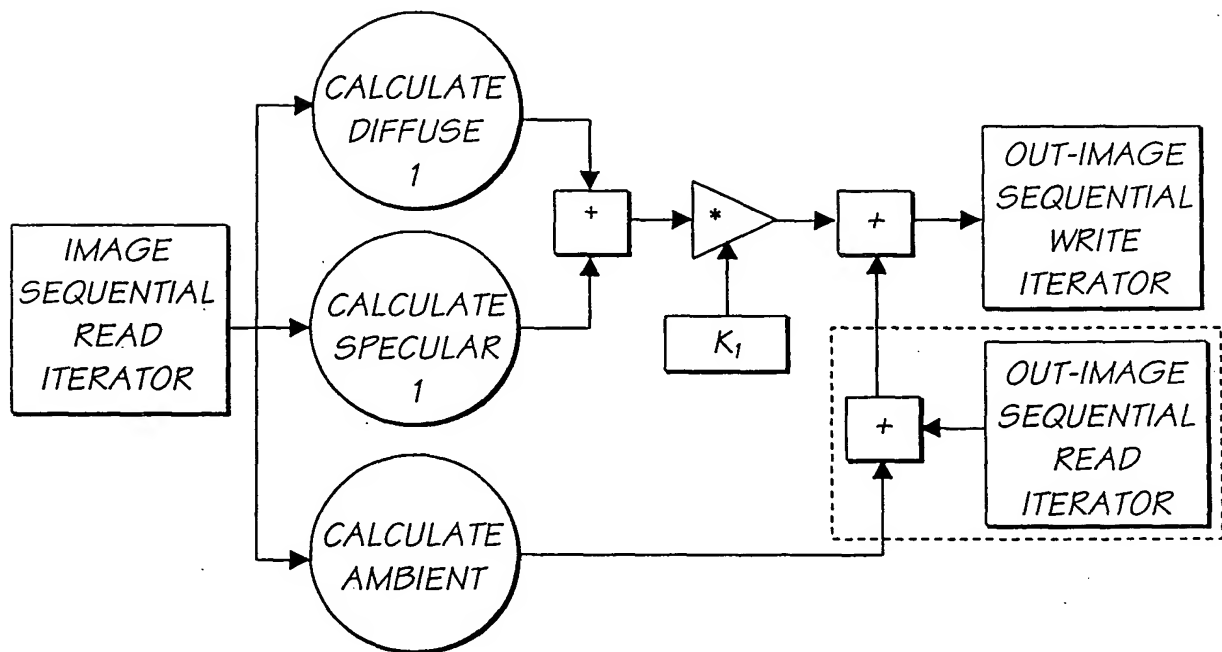 CALCULATE
DIFFUSE
1
IMAGE
SEQUENTIAL
READ
ITERATOR
CALCULATE
SPECULAR
1
CALCULATE
AMBIENT
+
*
K₁
+
OUT-IMAGE
SEQUENTIAL
WRITE
ITERATOR
+
OUT-IMAGE
SEQUENTIAL
READ
ITERATOR